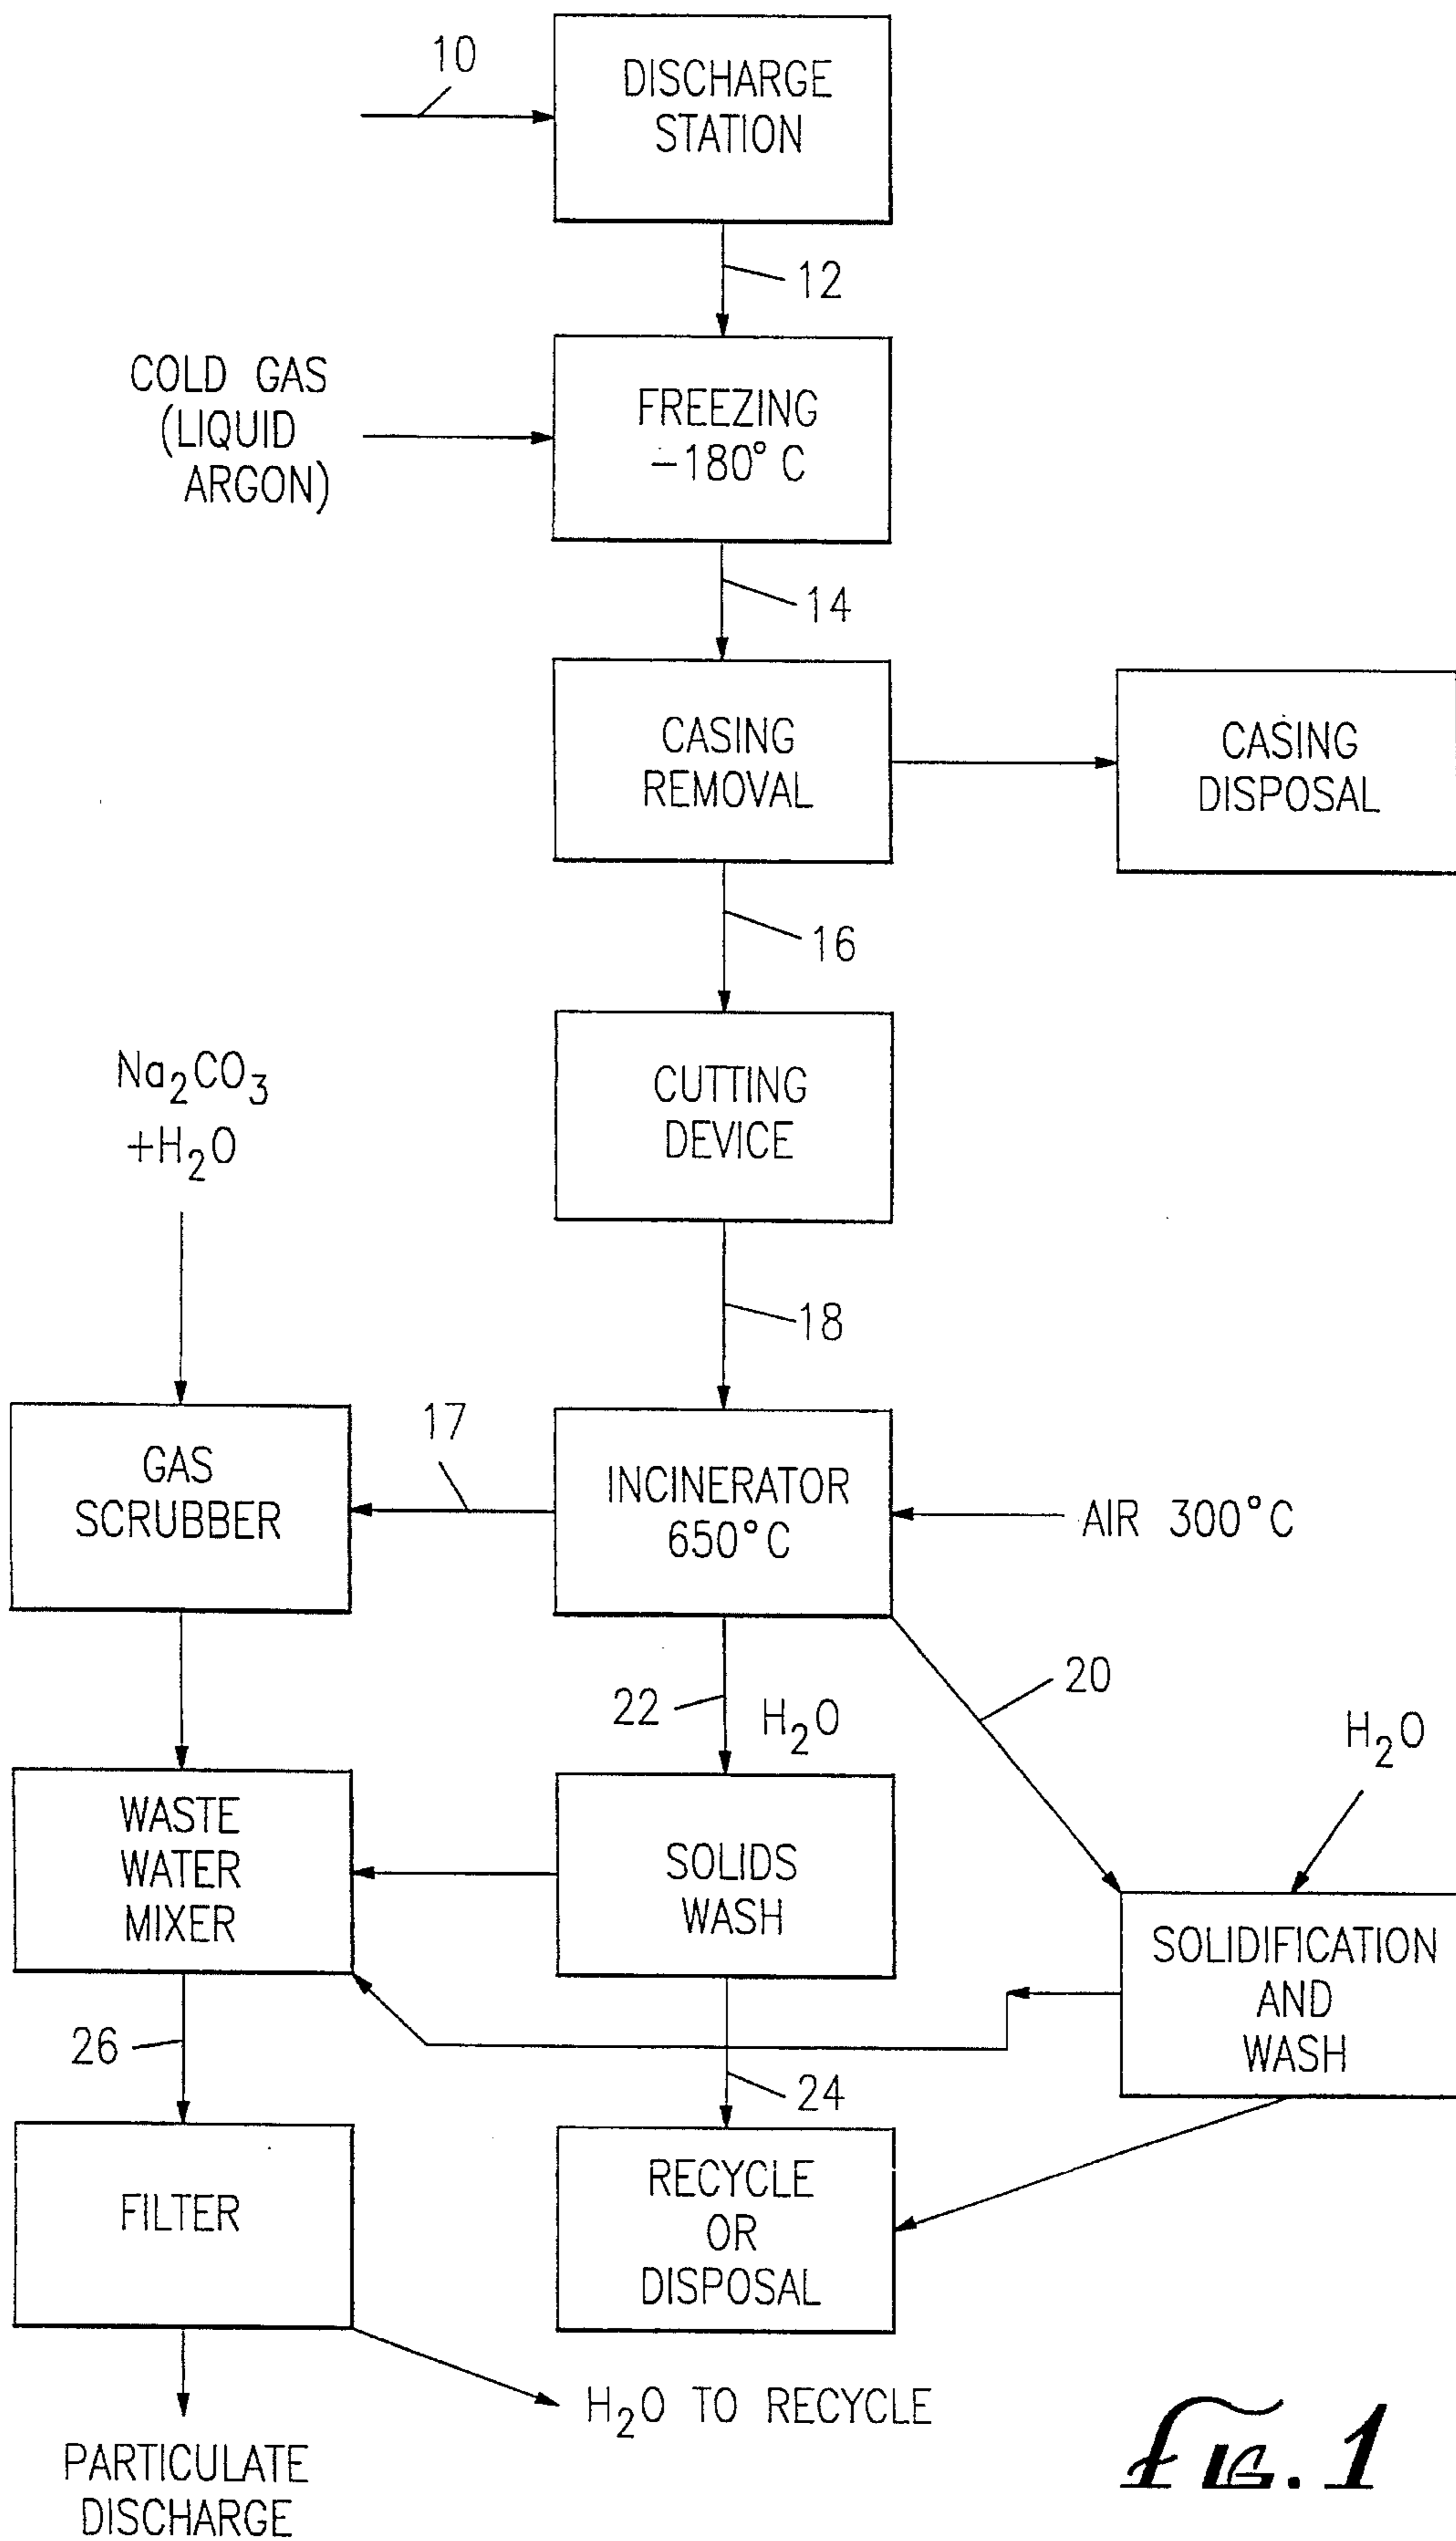 10
DISCHARGE
STATION
12
COLD GAS
(LIQUID
ARGON)
FREEZING
-180° C
14
CASING
REMOVAL
CASING
DISPOSAL
16
CUTTING
DEVICE
Na₂CO₃
+H₂O
18
GAS
SCRUBBER
17
INCINERATOR
650°C
AIR 300°C
22
H₂O
20
H₂O
WASTE
WATER
MIXER
SOLIDS
WASH
SOLIDIFICATION
AND
WASH
26
24
FILTER
RECYCLE
OR
DISPOSAL
H₂O TO RECYCLE
PARTICULATE
DISCHARGE
FIG. 1